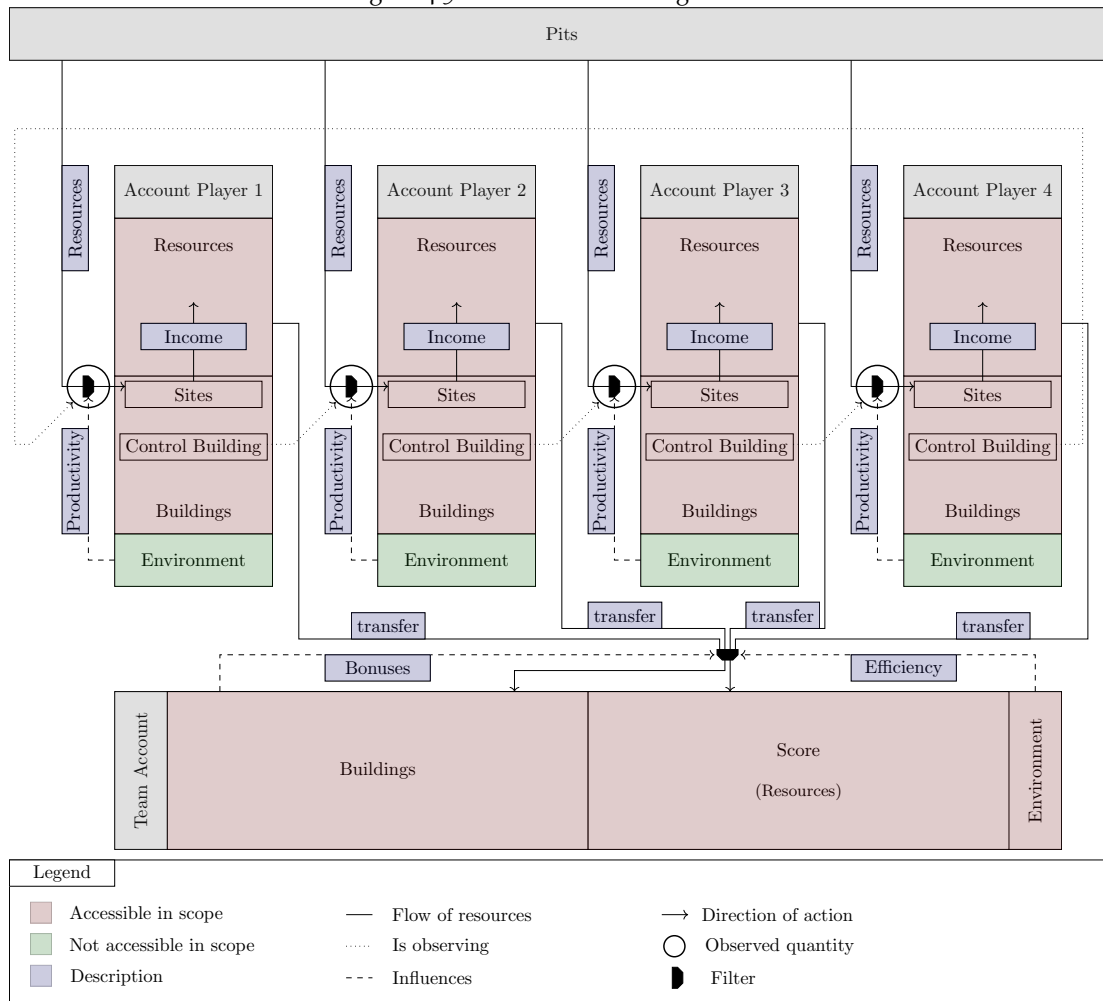 Pits
Resources
Resources
Resources
Resources
Account Player 1
Account Player 2
Account Player 3
Account Player 4
Resources
Resources
Resources
Resources
Income
Income
Income
Income
Sites
Sites
Sites
Sites
Control Building
Control Building
Control Building
Control Building
Productivity
Productivity
Productivity
Productivity
Buildings
Buildings
Buildings
Buildings
Environment
Environment
Environment
Environment
transfer
transfer
transfer
transfer
Bonuses
Efficiency
Team Account
Buildings
Score
(Resources)
Environment
Legend
Accessible in scope
Flow of resources
Direction of action
Not accessible in scope
Is observing
Observed quantity
Description
Influences
Filter